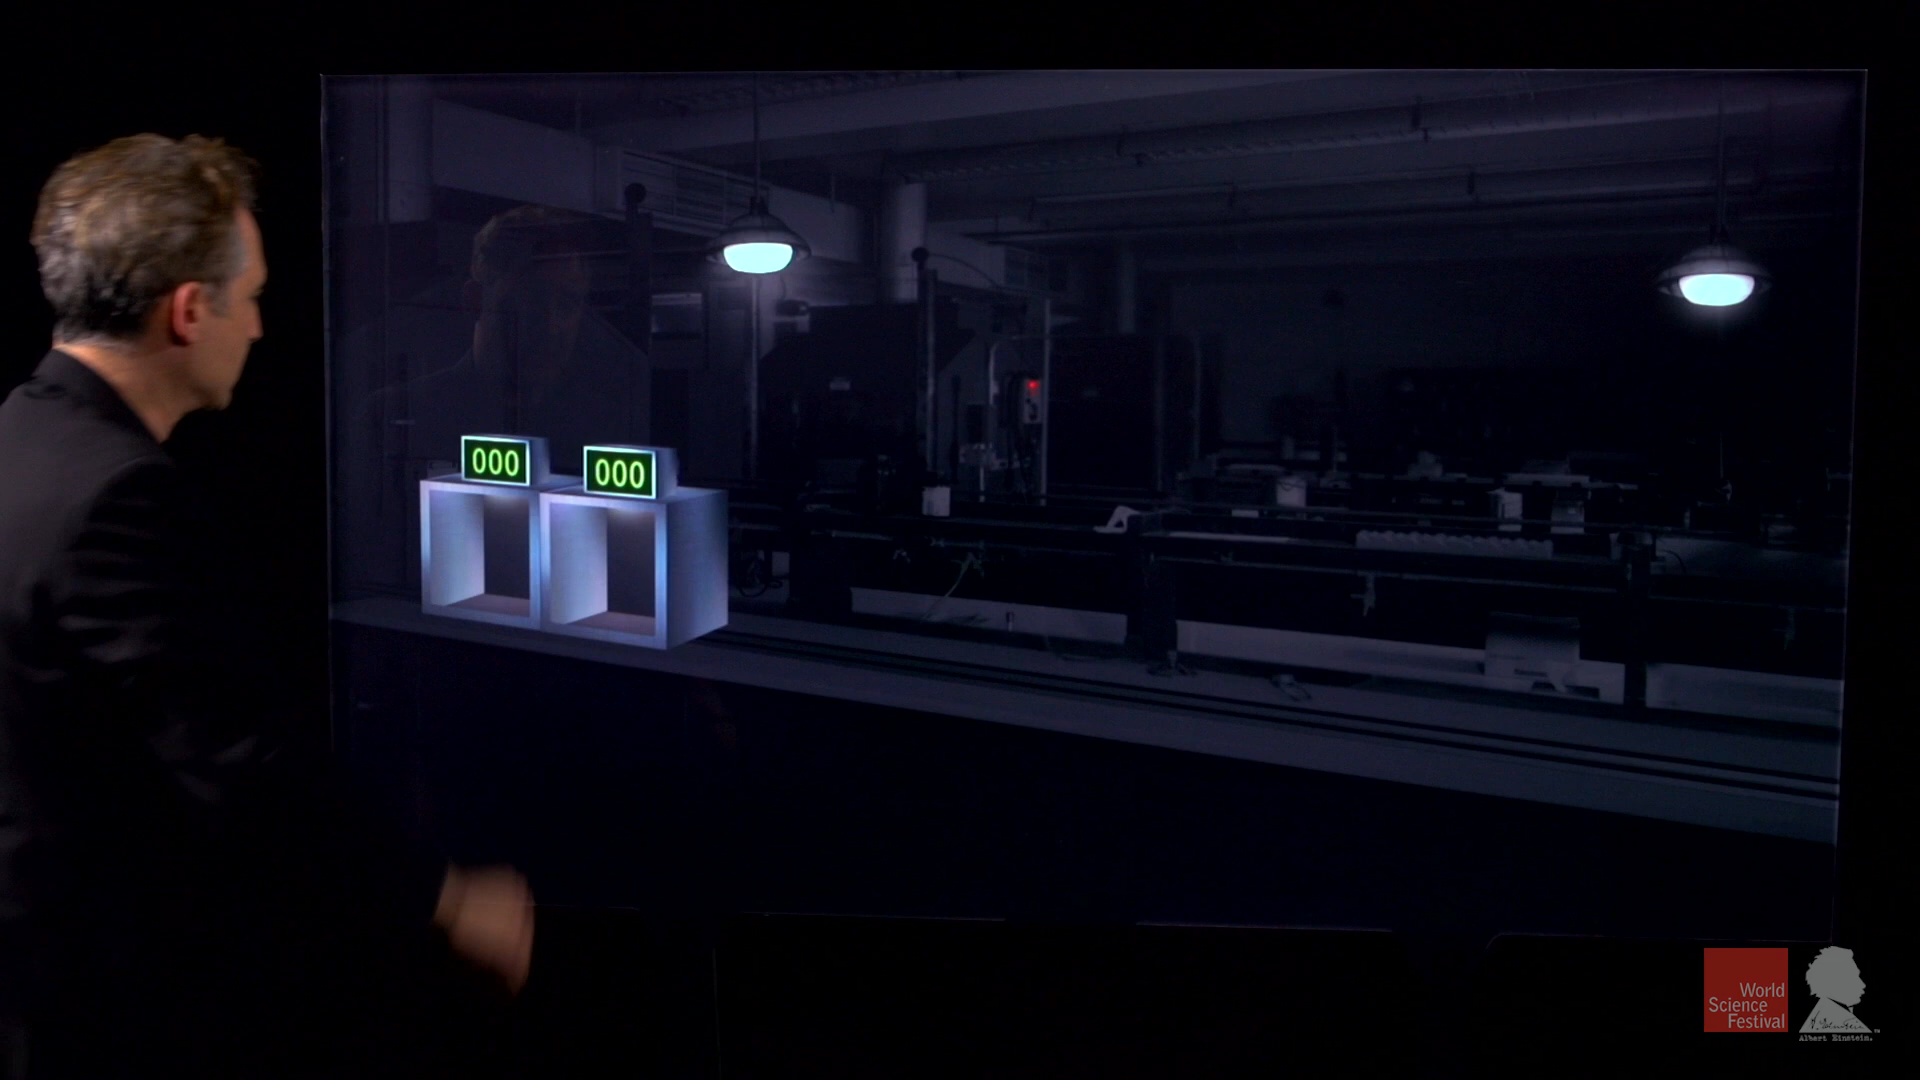 000
000
World
Science
Festival
Albert Einstein.